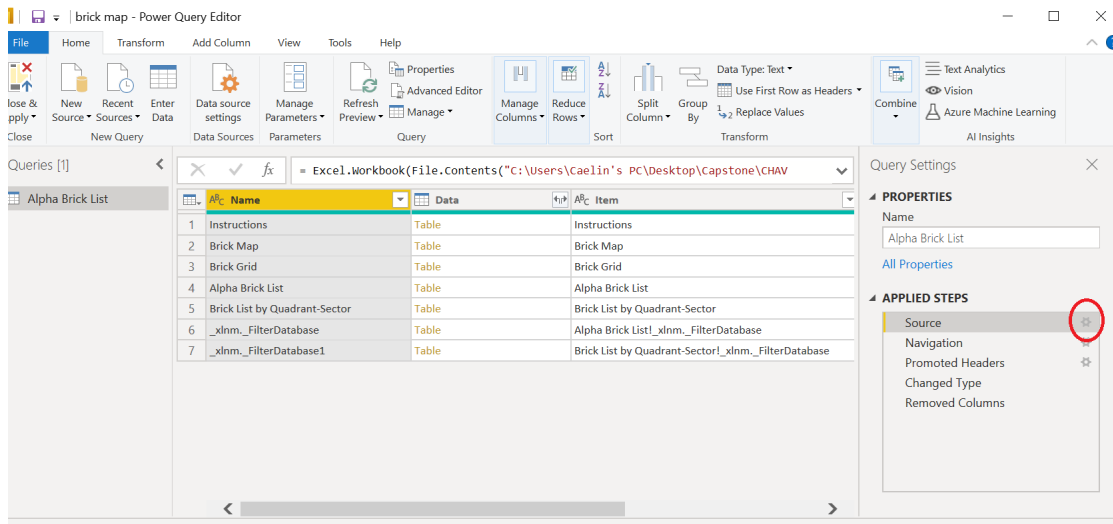 brick map - Power Query Editor
File Home Transform Add Column View Tools Help
lose & pply
New Source
Recent Sources
Enter Data
Data source settings
Manage Parameters
Refresh Preview
Properties
Advanced Editor
Manage
Manage Columns
Reduce Rows
Split Column
Group By
Data Type: Text
Use First Row as Headers
Replace Values
Combine
Text Analytics
Vision
Azure Machine Learning
Close New Query Data Sources Parameters Query Sort Transform AI Insights
Queries [1]
Alpha Brick List
fx = Excel.Workbook(File.Contents("C:\Users\Caelin's PC\Desktop\Capstone\CHAV
ABC Name Data ABC Item
1 Instructions Table Instructions
2 Brick Map Table Brick Map
3 Brick Grid Table Brick Grid
4 Alpha Brick List Table Alpha Brick List
5 Brick List by Quadrant-Sector Table Brick List by Quadrant-Sector
6 _xlnm._FilterDatabase Table Alpha Brick List!_xlnm._FilterDatabase
7 _xlnm._FilterDatabase1 Table Brick List by Quadrant-Sector!_xlnm._FilterDatabase
Query Settings
PROPERTIES
Name
Alpha Brick List
All Properties
APPLIED STEPS
Source
Navigation
Promoted Headers
Changed Type
Removed Columns